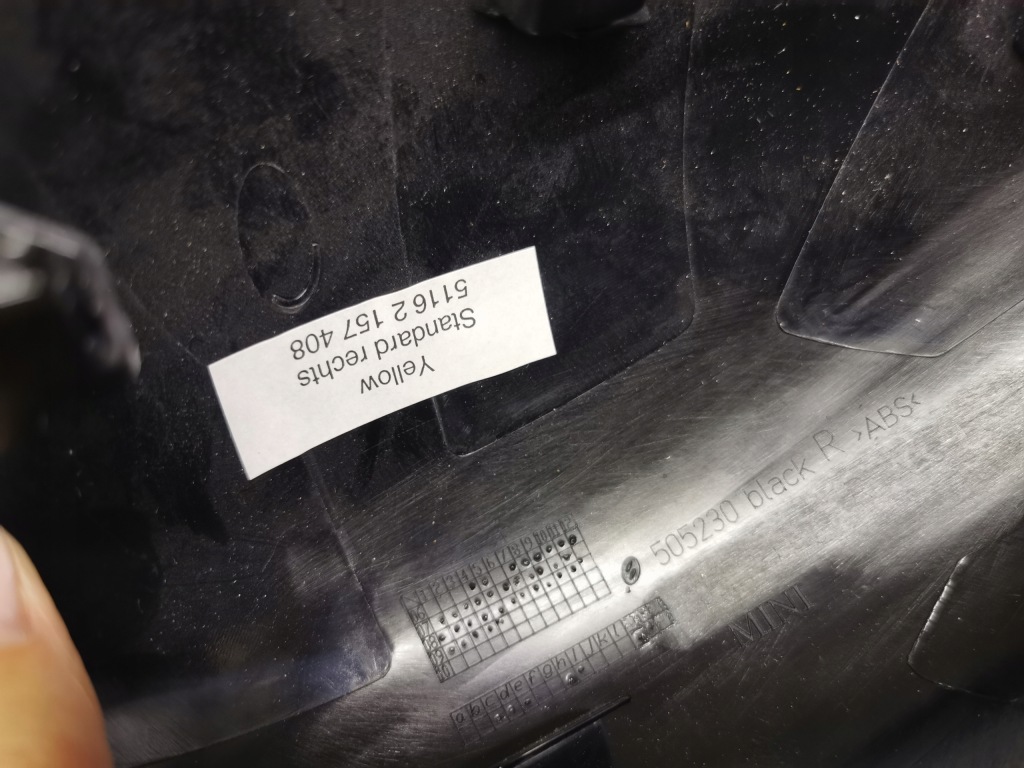 5116 2 157 408
Standard rechts
Yellow
505230 black R >ABS<
MINI